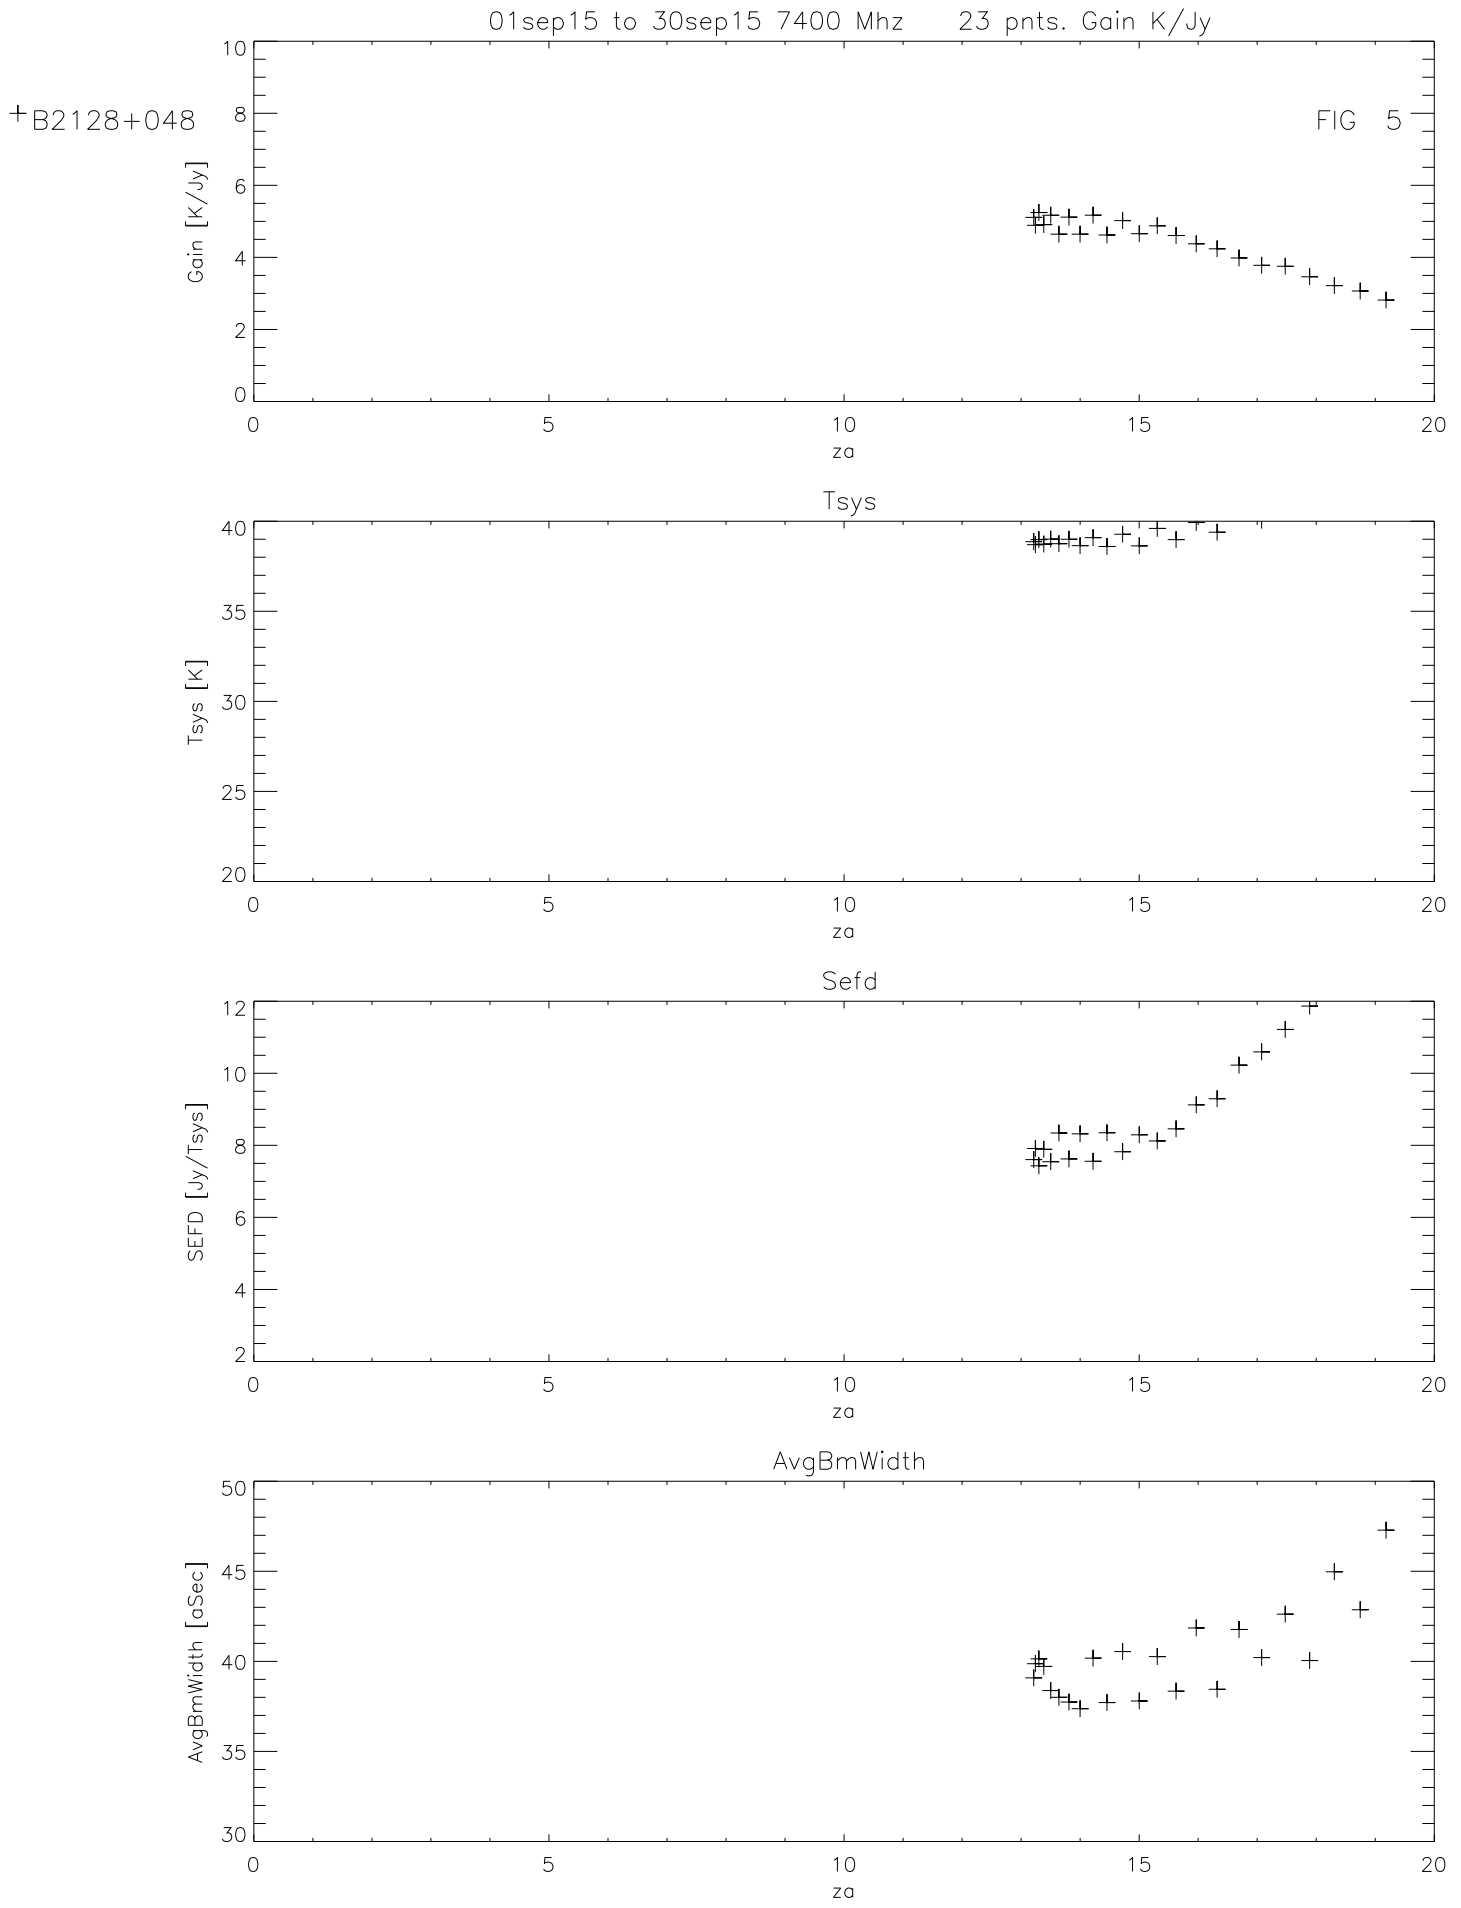 01sep15 to 30sep15 7400 Mhz 23 pnts. Gain K/Jy
+B2128+048
FIG 5
Gain [K/Jy]
10
8
6
4
2
0
0 5 10 15 20
za
Tsys
Tsys [K]
40
35
30
25
20
0 5 10 15 20
za
Sefd
SEFD [Jy/Tsys]
12
10
8
6
4
2
0 5 10 15 20
za
AvgBmWidth
AvgBmWidth [aSec]
50
45
40
35
30
0 5 10 15 20
za